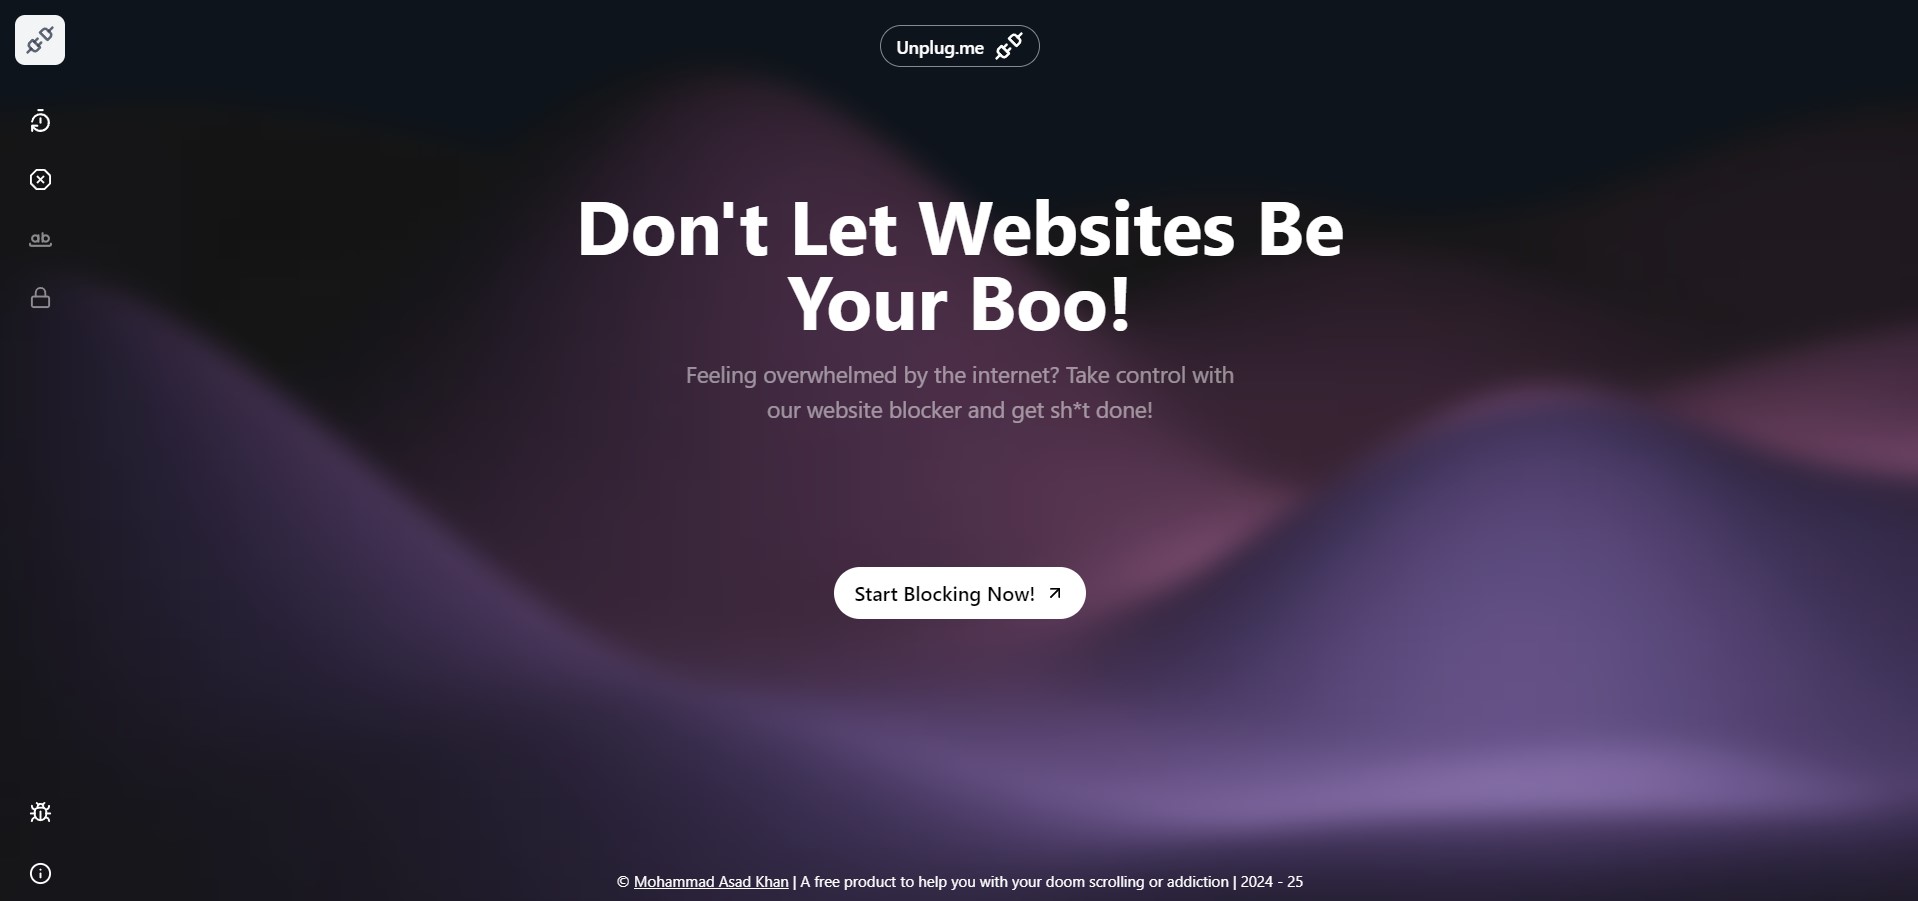 Unplug.me
ab
Don't Let Websites Be
Your Boo!
Feeling overwhelmed by the internet? Take control with
our website blocker and get sh*t done!
Start Blocking Now!
© Mohammad Asad Khan | A free product to help you with your doom scrolling or addiction | 2024 - 25